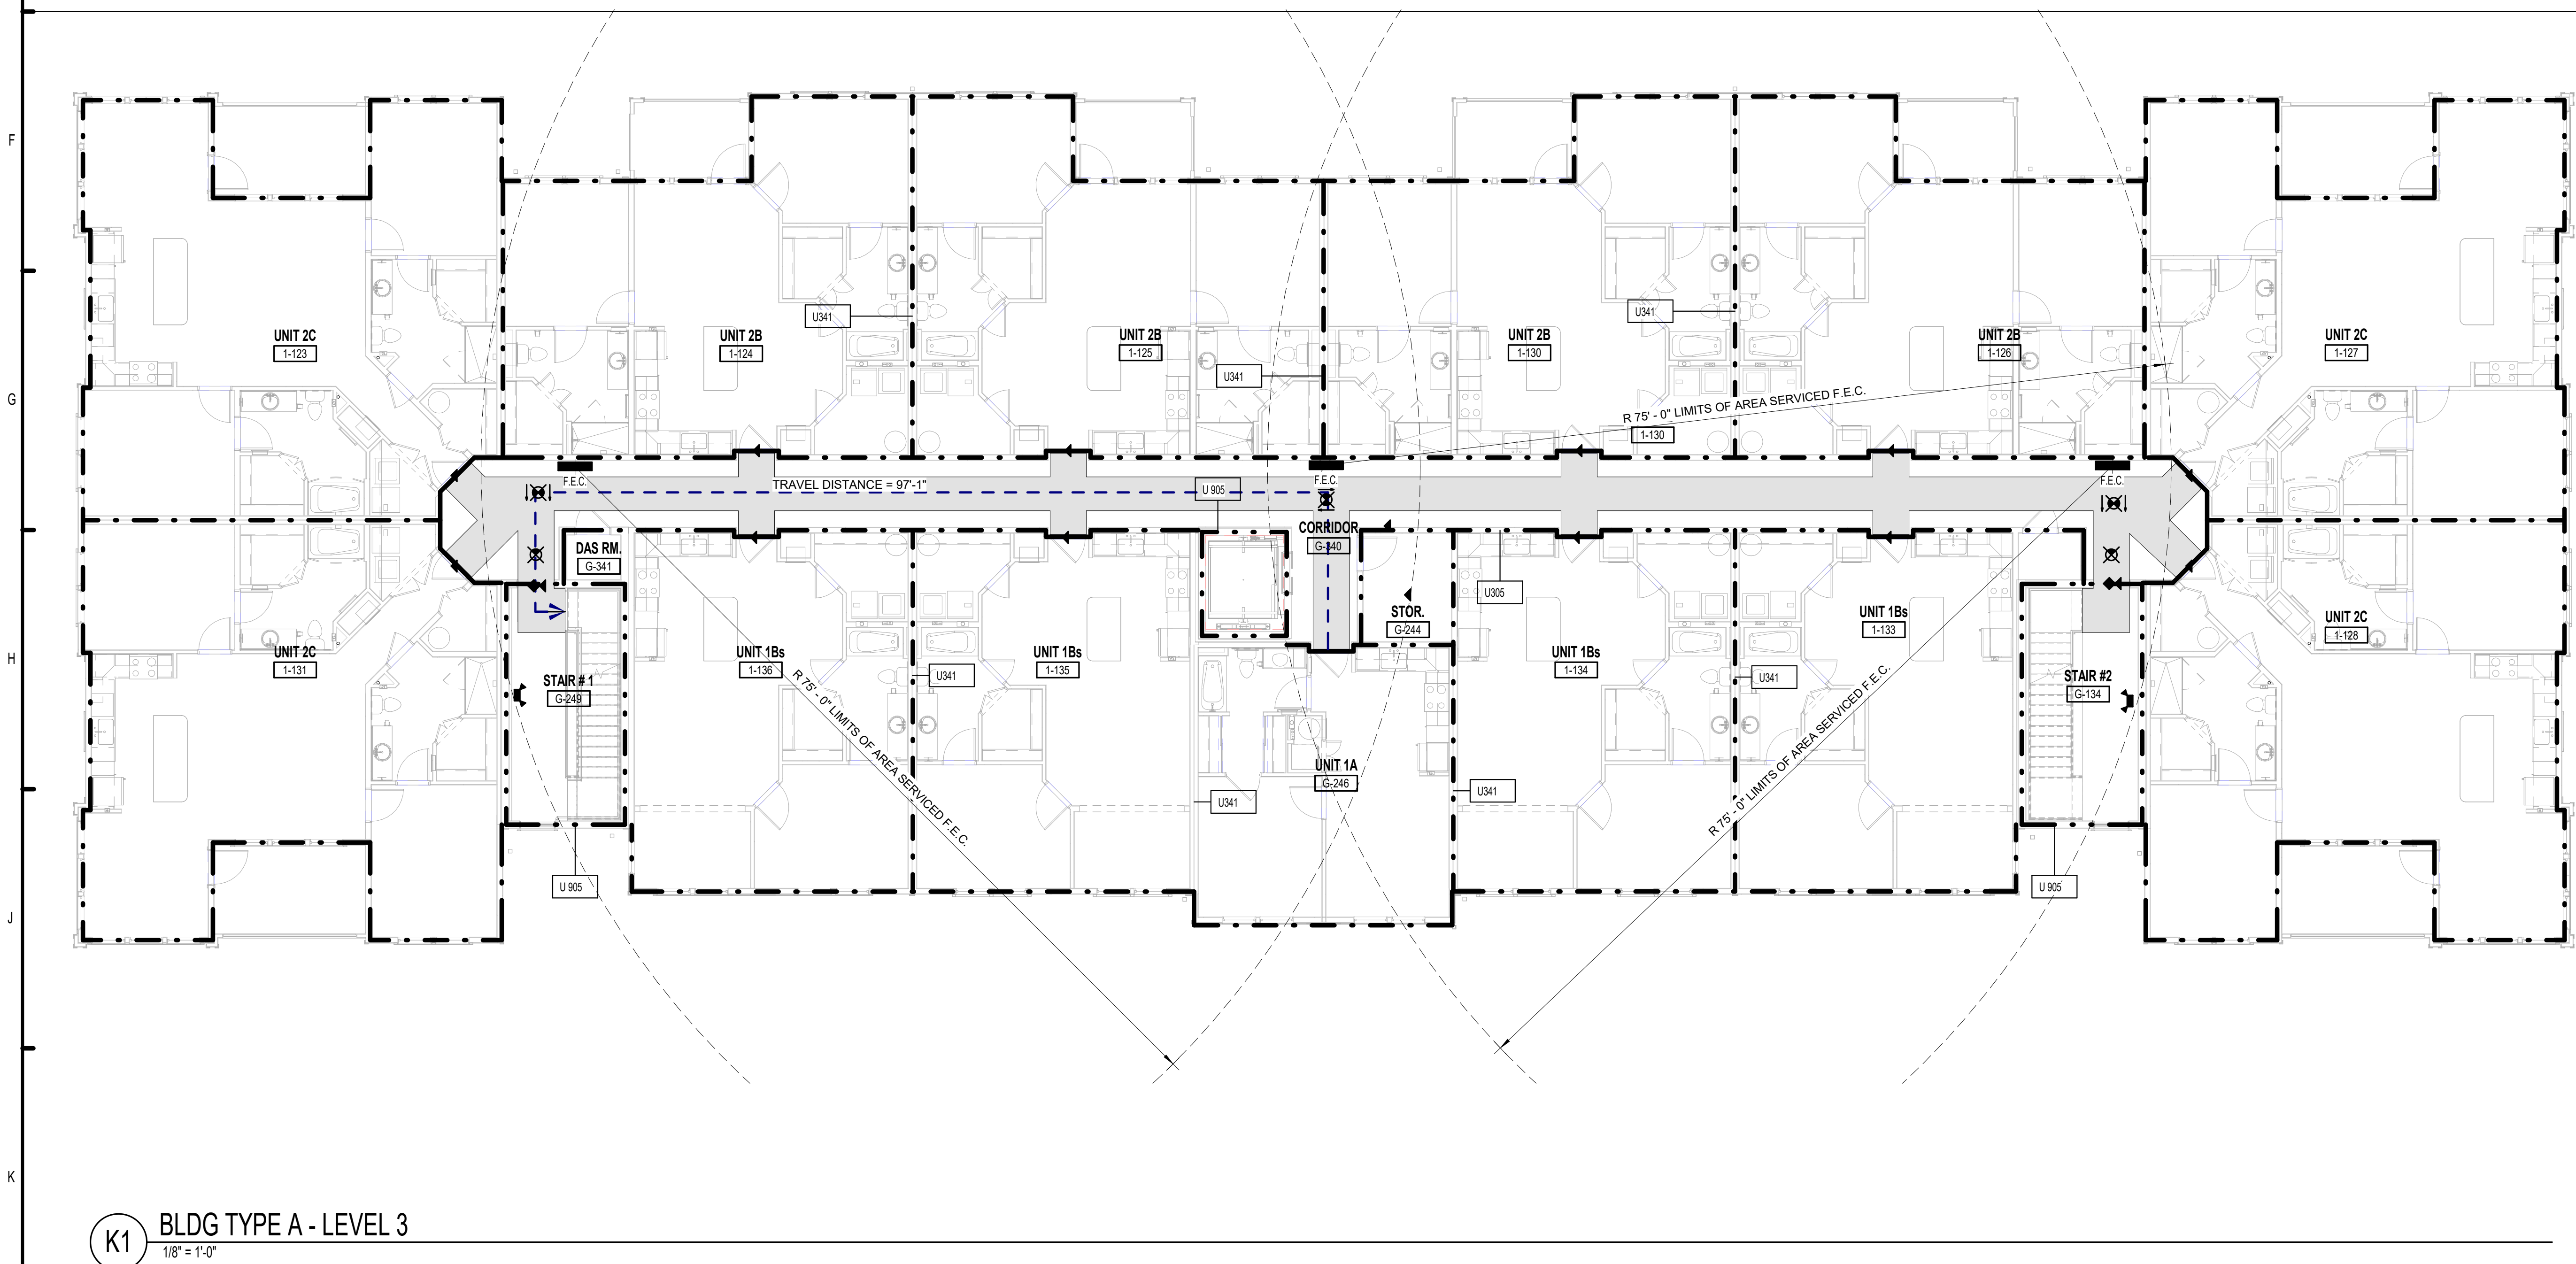 F
G
H
J
K
UNIT 2C
1-123
UNIT 2B
1-124
U341
UNIT 2B
1-125
U341
UNIT 2B
1-130
U341
UNIT 2B
1-126
UNIT 2C
1-127
R 75' - 0" LIMITS OF AREA SERVICED F.E.C.
1-130
F.E.C.
F.E.C.
F.E.C.
TRAVEL DISTANCE = 97'-1"
U 905
CORRIDOR
G-340
DAS RM.
G-341
U305
STOR.
G-244
UNIT 2C
1-131
STAIR # 1
G-249
UNIT 1Bs
1-136
U341
UNIT 1Bs
1-135
UNIT 1Bs
1-134
U341
UNIT 1Bs
1-133
STAIR #2
G-134
UNIT 2C
1-128
R 75' - 0" LIMITS OF AREA SERVICED F.E.C.
R 75' - 0" LIMITS OF AREA SERVICED F.E.C.
UNIT 1A
G-246
U341
U341
U 905
U 905
K1
BLDG TYPE A - LEVEL 3
1/8" = 1'-0"